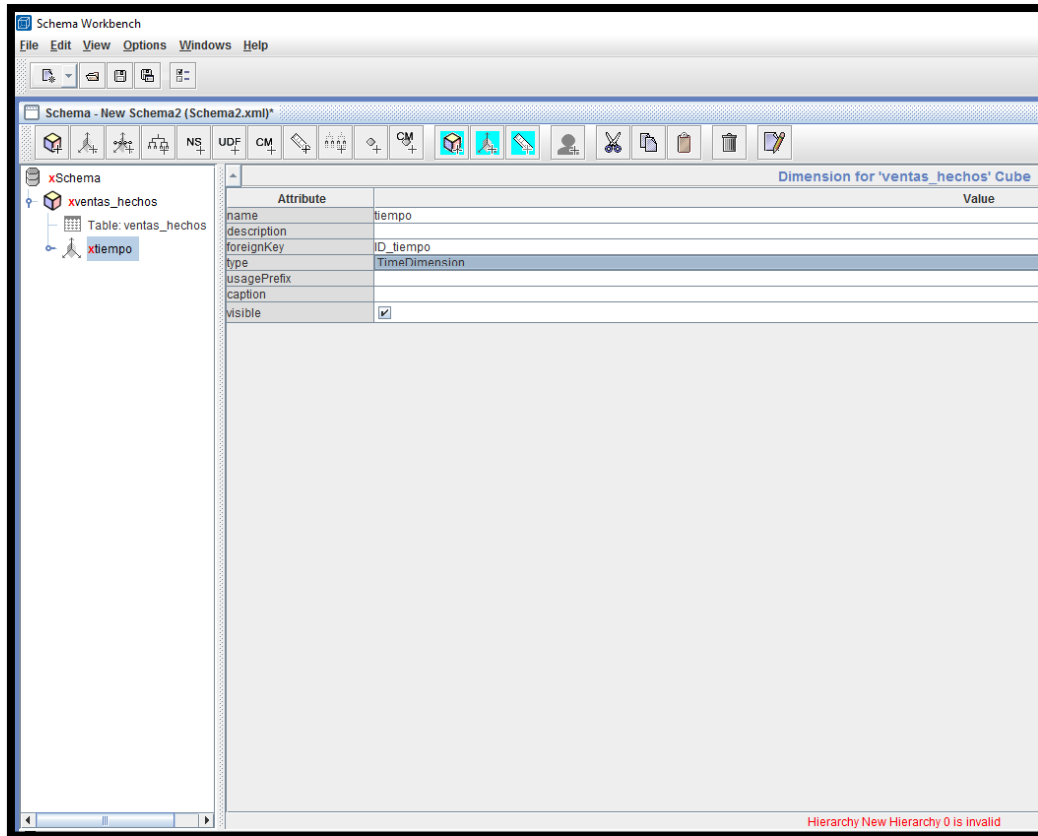 Schema Workbench
File Edit View Options Windows Help
Schema - New Schema2 (Schema2.xml)*
NS UDF CM CM
xSchema
xventas_hechos
Table: ventas_hechos
xtiempo
Dimension for 'ventas_hechos' Cube
Attribute Value
name tiempo
description
foreignKey ID_tiempo
type TimeDimension
usagePrefix
caption
visible
Hierarchy New Hierarchy 0 is invalid